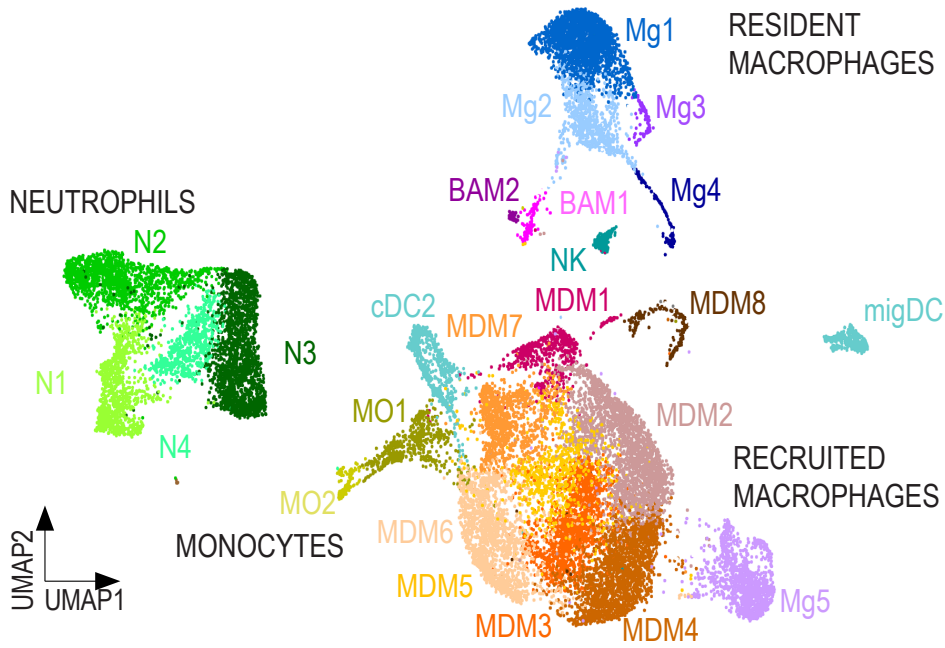 RESIDENT
MACROPHAGES
Mg1
Mg2
Mg3
BAM2
BAM1
Mg4
NK
NEUTROPHILS
N2
N1
N3
N4
cDC2
MDM7
MDM1
MDM8
migDC
MO1
MDM2
MO2
MONOCYTES
RECRUITED
MACROPHAGES
MDM6
MDM5
MDM3
MDM4
Mg5
UMAP2
UMAP1